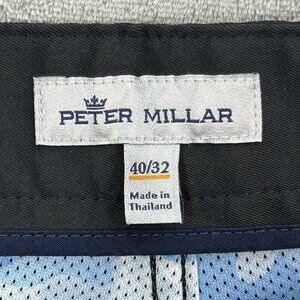 PETER MILLAR
40/32
Made in
Thailand